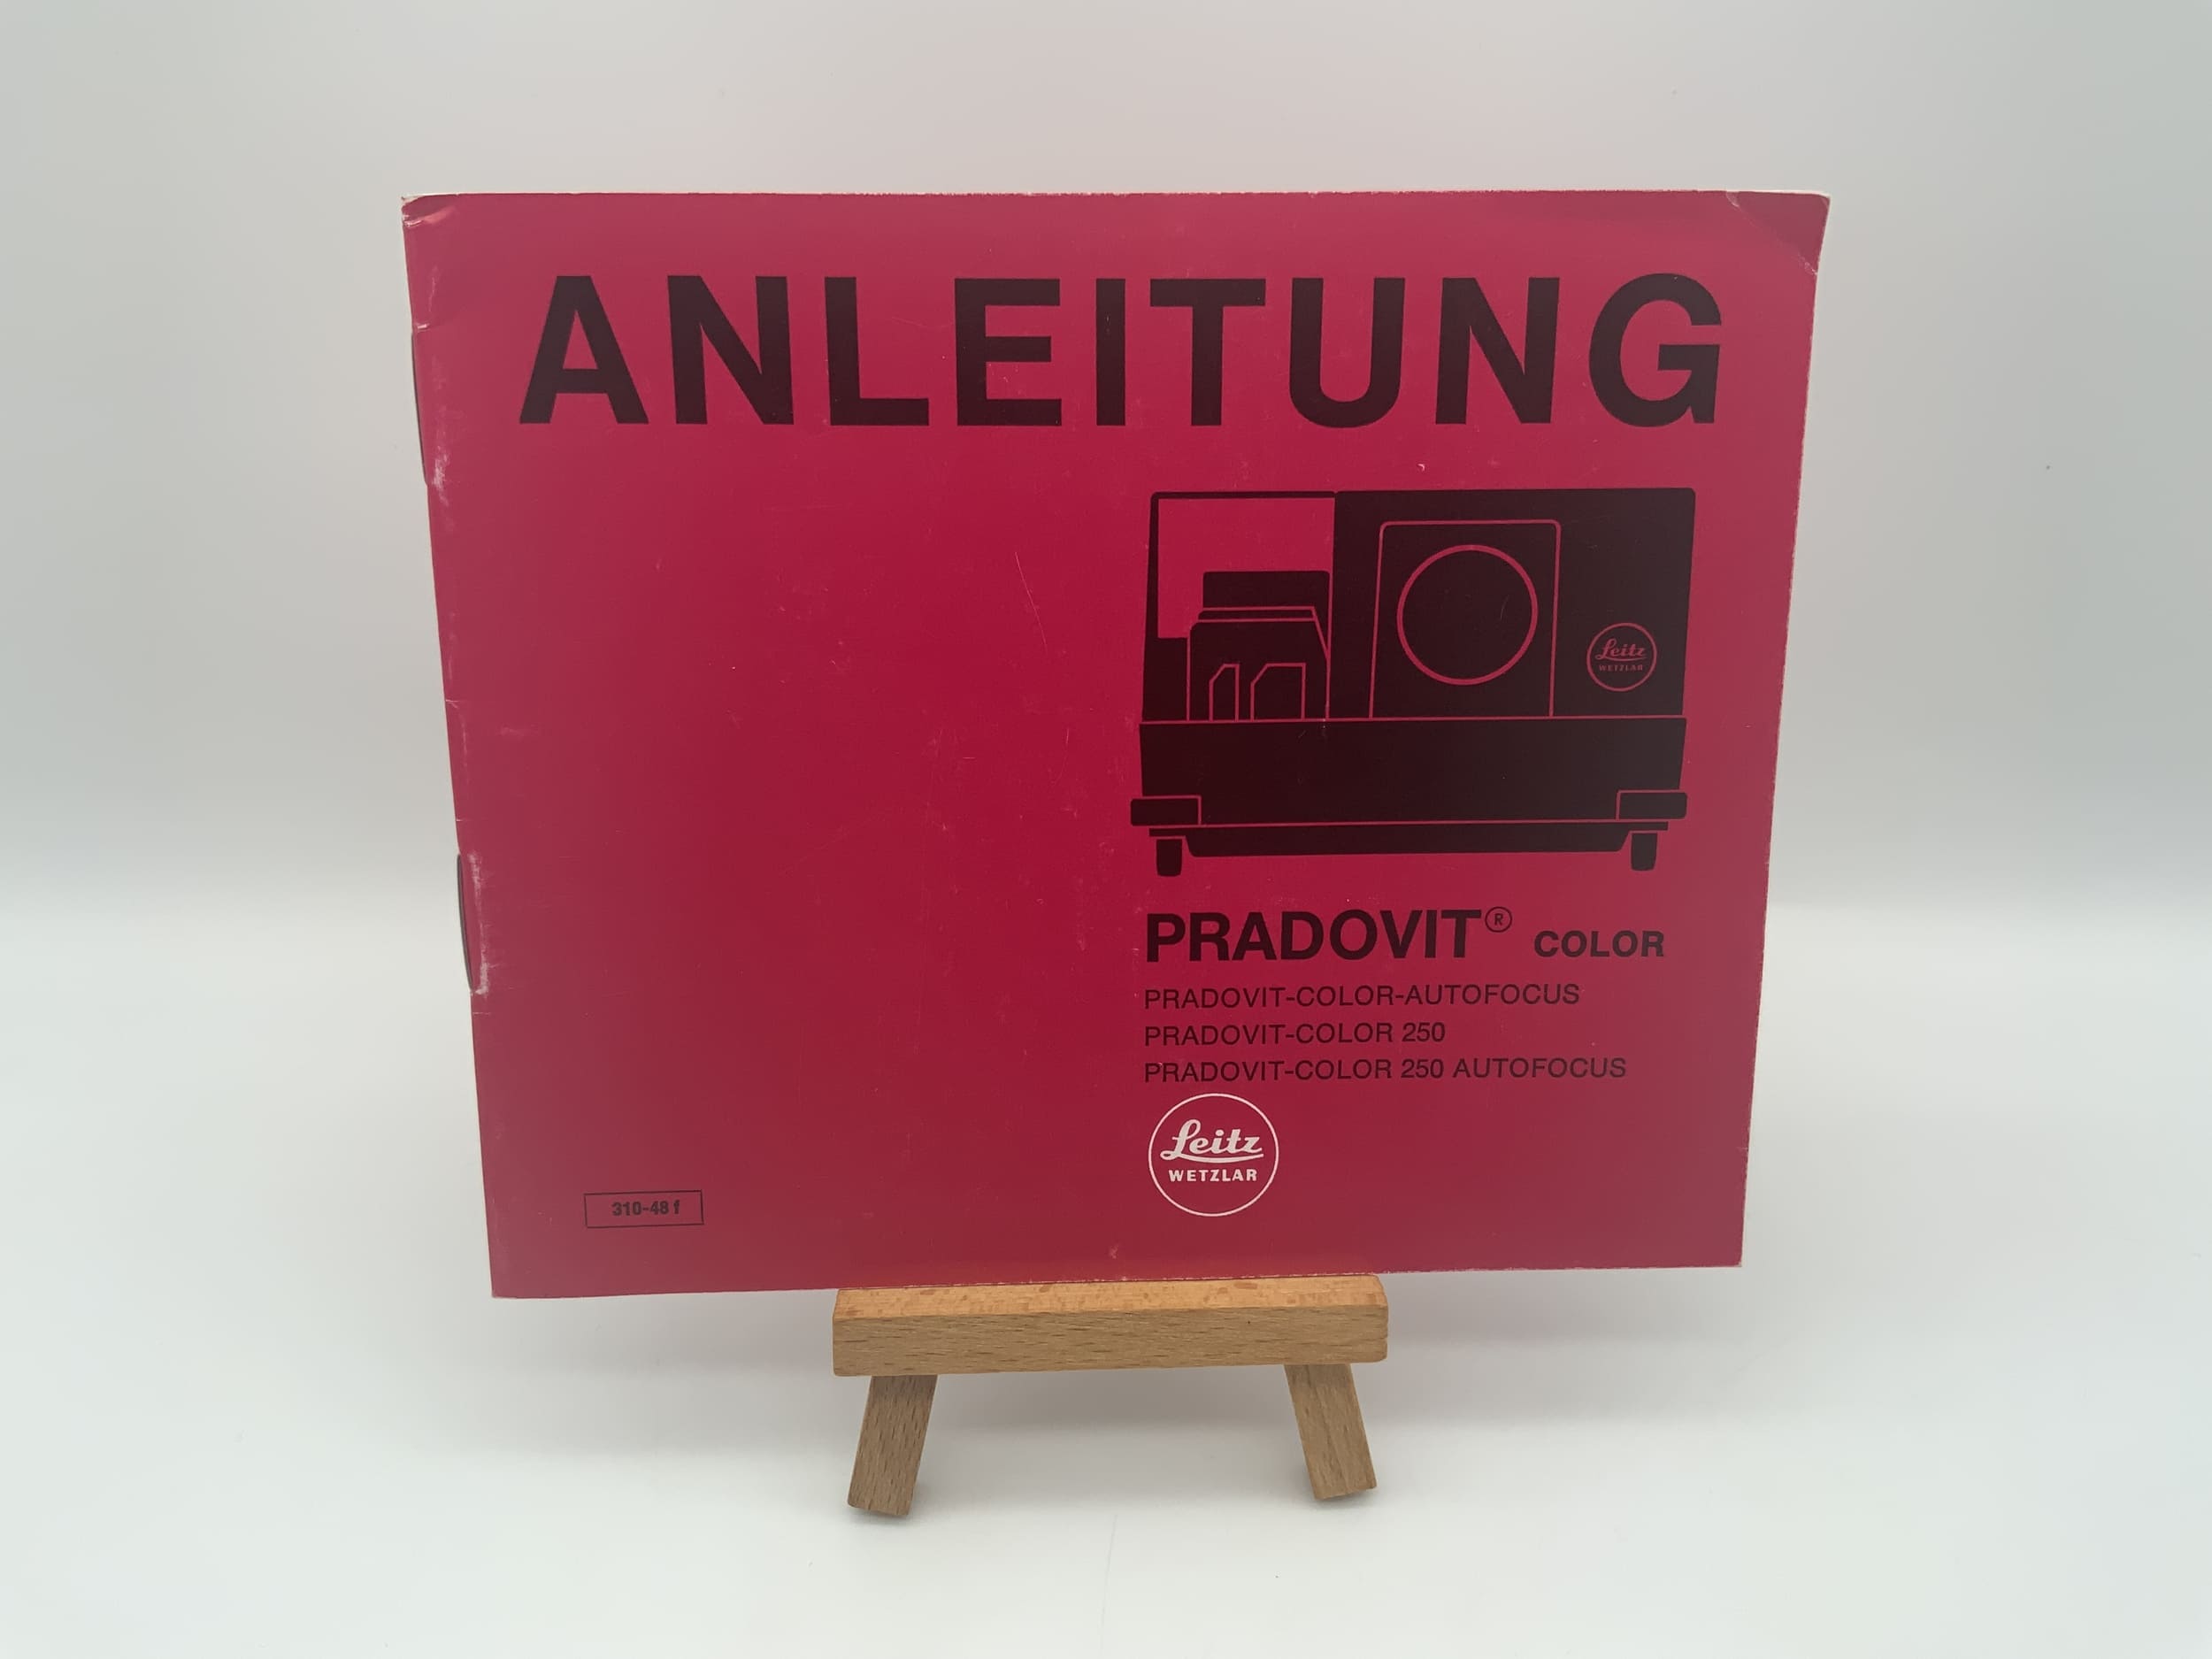 ANLEITUNG
Leitz
WETZLAR
PRADOVIT® COLOR
PRADOVIT-COLOR-AUTOFOCUS
PRADOVIT-COLOR 250
PRADOVIT-COLOR 250 AUTOFOCUS
Leitz
WETZLAR
310-48 f